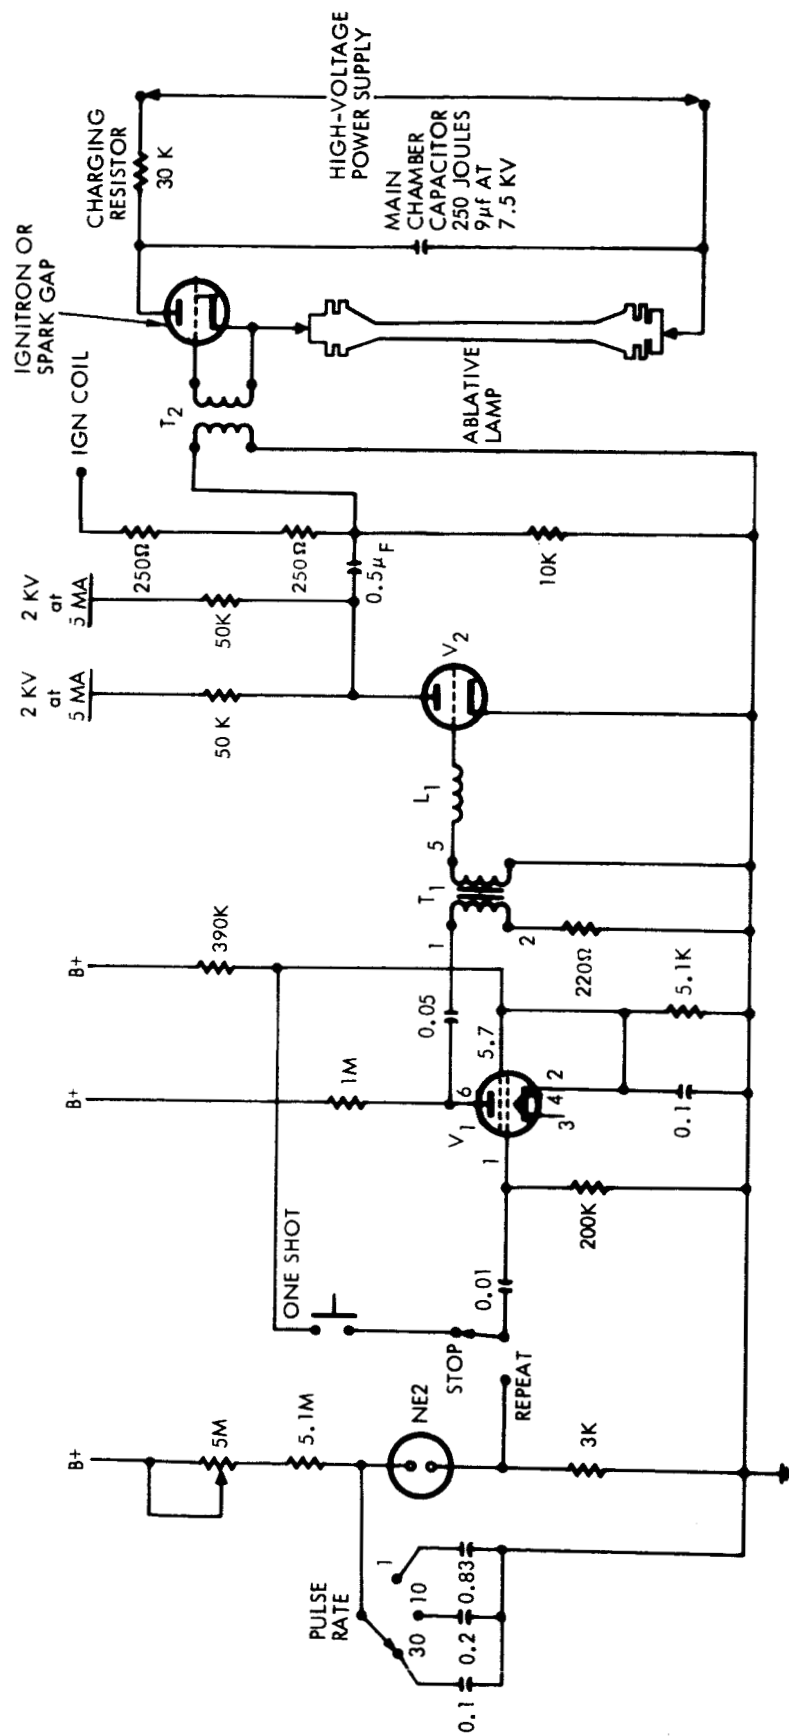 B+
5M
5.1M
NE2
PULSE
RATE
1
10
30
0.83
0.2
0.1
3K
REPEAT
STOP
ONE SHOT
0.01
200K
B+
1M
V1
1
6
5.7
2
4
3
0.1
0.05
B+
390K
1
2
T1
5
220Ω
5.1K
L1
V2
2 KV
at
5 MA
50 K
2 KV
at
5 MA
50K
250Ω
250Ω
0.5μF
10K
IGN COIL
T2
IGNITRON OR
SPARK GAP
ABLATIVE
LAMP
CHARGING
RESISTOR
30 K
MAIN
CHAMBER
CAPACITOR
250 JOULES
9μf AT
7.5 KV
HIGH-VOLTAGE
POWER SUPPLY